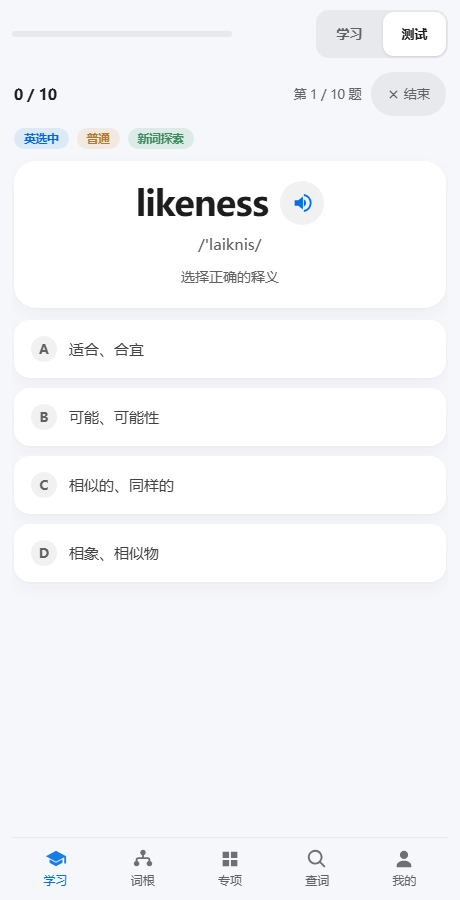 学习 测试
0 / 10 第 1 / 10 题 × 结束
英选中 普通 新词探索
likeness
/'laiknis/
选择正确的释义
A 适合、合宜
B 可能、可能性
C 相似的、同样的
D 相象、相似物
学习 词根 专项 查词 我的